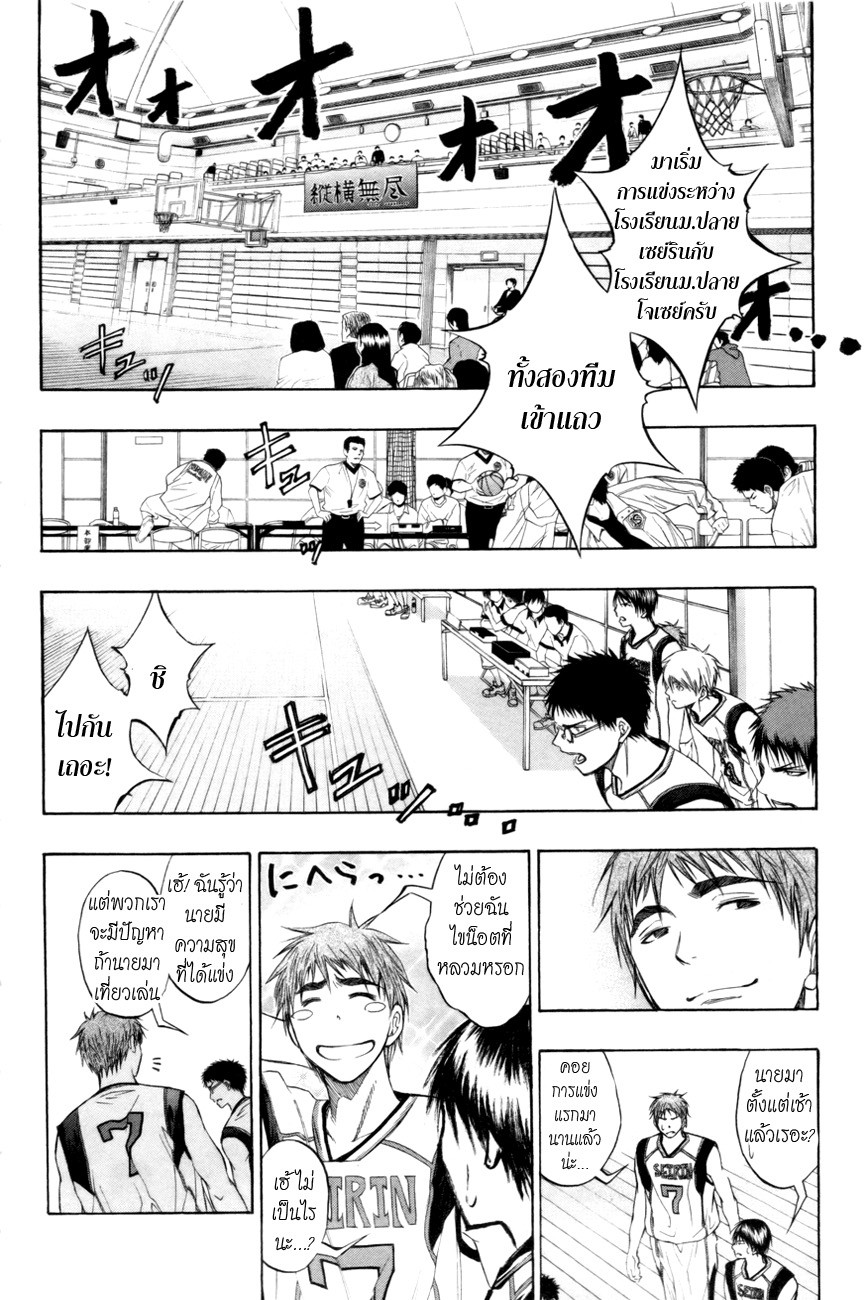 オ
オ
オ
オ
オ
オ
縦横無尽
มาเริ่ม
การแข่งระหว่าง
โรงเรียนม.ปลาย
เซย์รินกับ
โรงเรียนม.ปลาย
โจเซย์ครับ
ทั้งสองทีม
เข้าแถว
キュッ
キュッ
ชิ
ไปกัน
เถอะ!
キュッ
นายมา
ตั้งแต่เช้า
แล้วเรอะ?
คอย
การแข่ง
แรกมา
นานแล้ว
น่ะ...
SEIRIN
7
SEIRIN
にへらっ…
ไม่ต้อง
ช่วยฉัน
ไขน็อตที่
หลวมหรอก
เฮ้ ไม่
เป็นไร
นะ....?
SEIRIN
7
เฮ้! ฉันรู้ว่า
นายมี
ความสุข
ที่ได้แข่ง
แต่พวกเรา
จะมีปัญหา
ถ้านายมา
เที่ยวเล่น
7